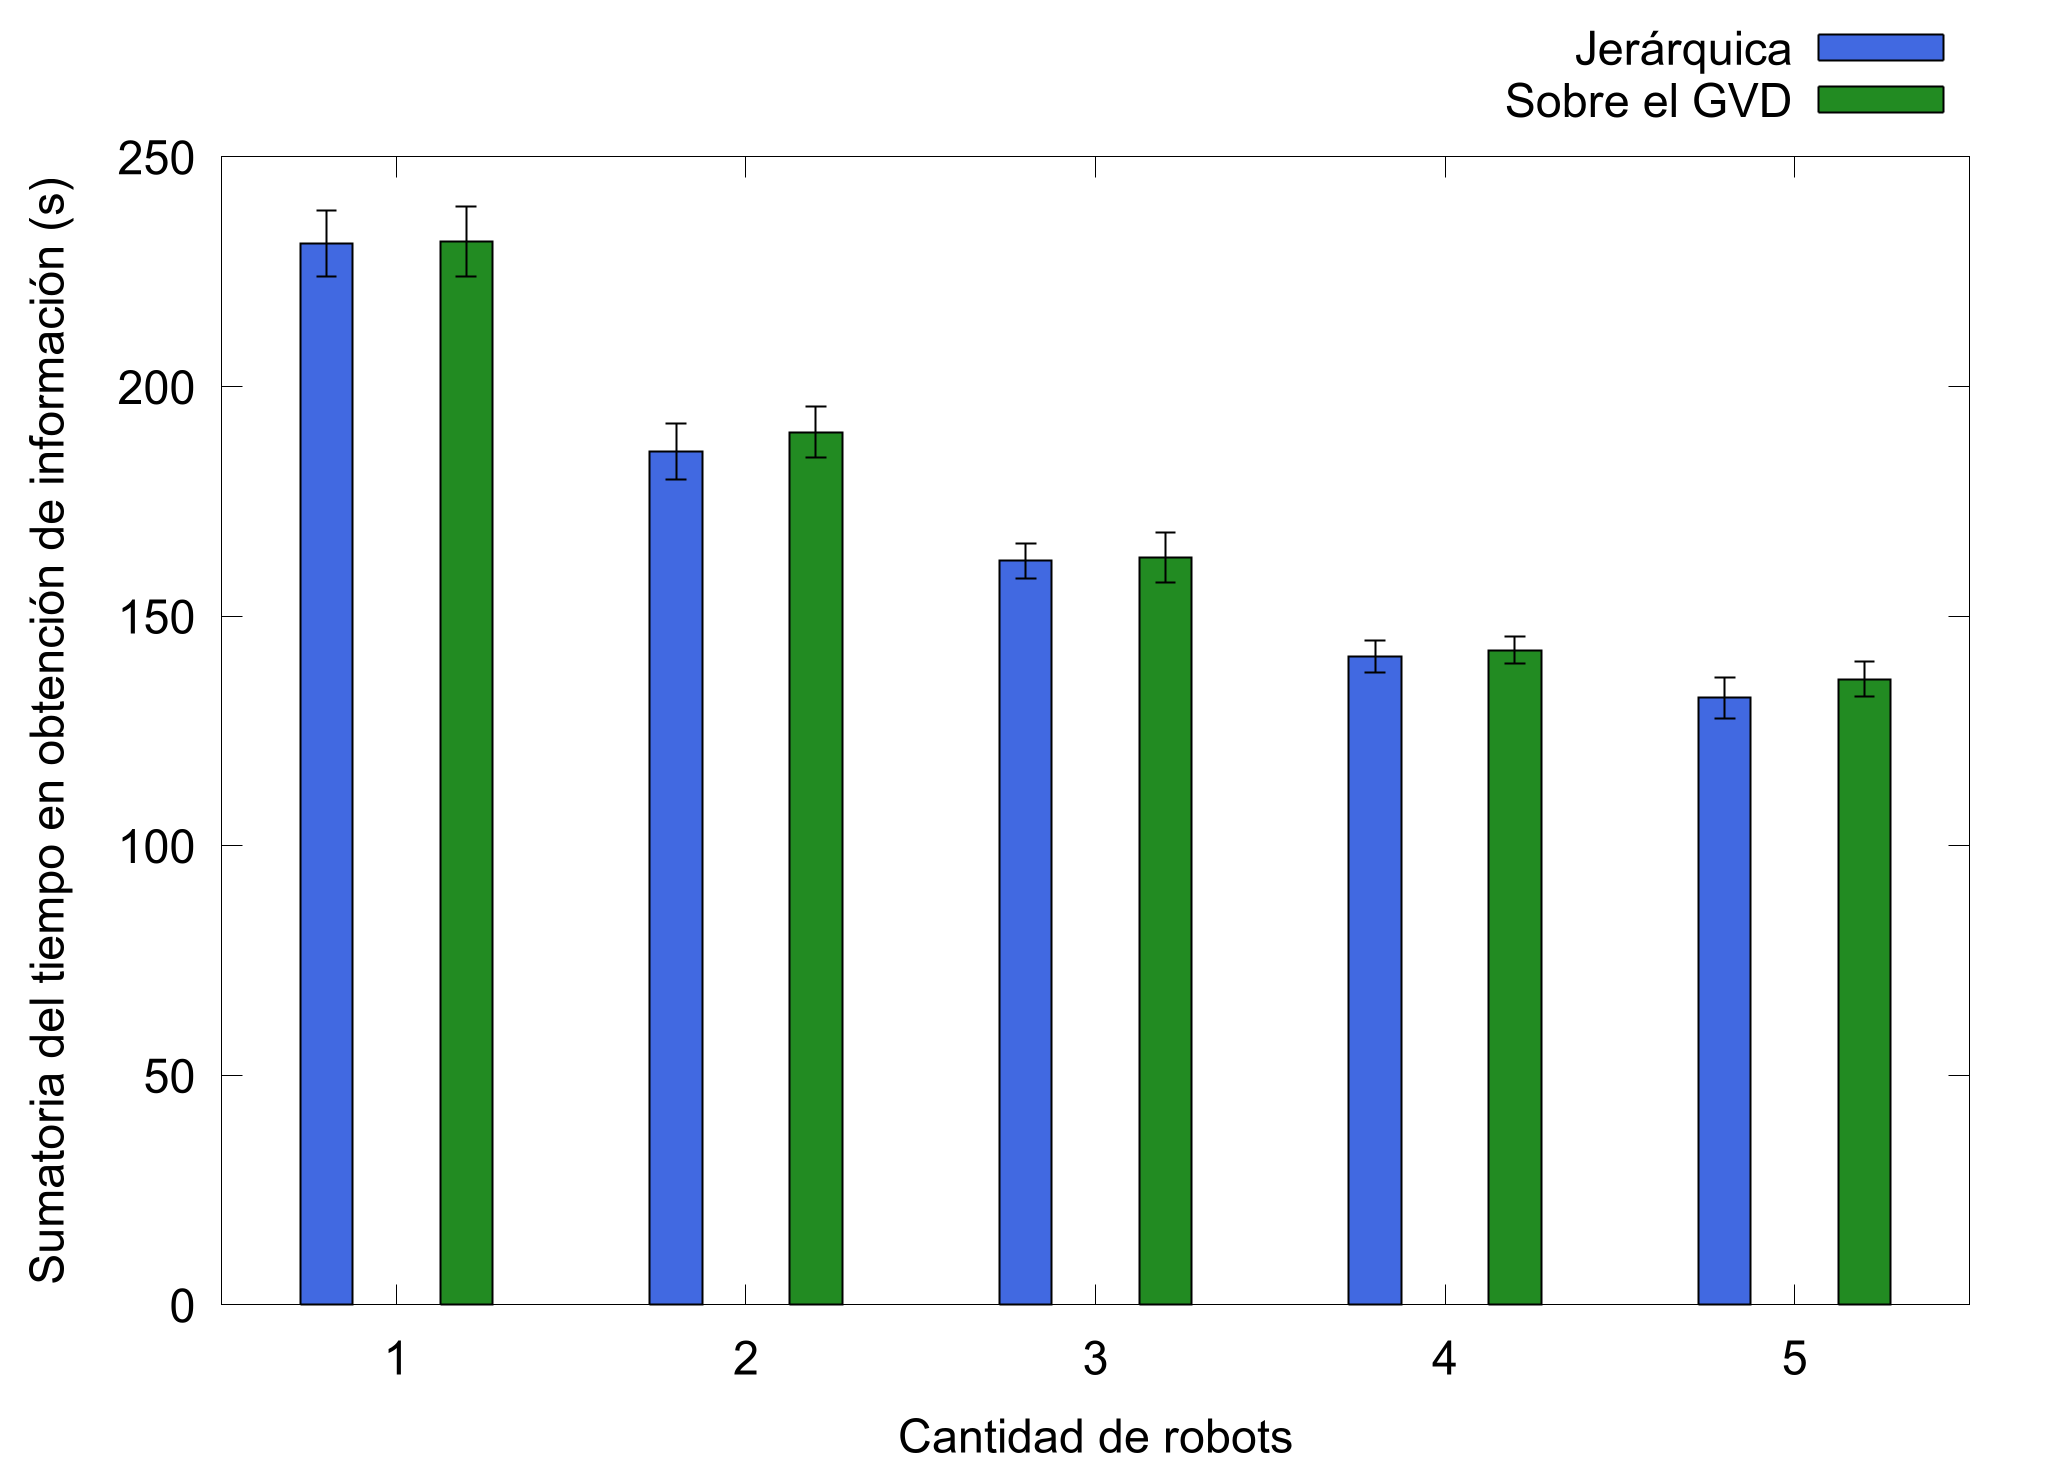 Jerárquica
Sobre el GVD
250
200
150
100
50
0
Sumatoria del tiempo en obtención de información (s)
1 2 3 4 5
Cantidad de robots